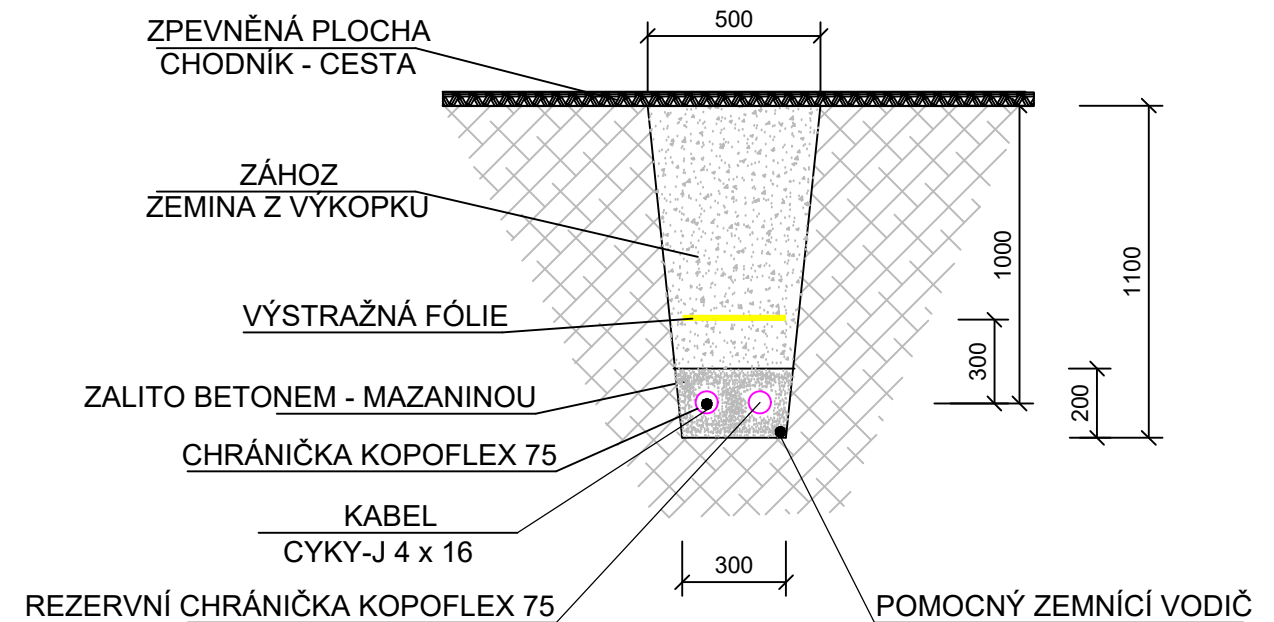 ZPEVNĚNÁ PLOCHA
CHODNÍK - CESTA
500
ZÁHOZ
ZEMINA Z VÝKOPKU
1000
1100
VÝSTRAŽNÁ FÓLIE
300
ZALITO BETONEM - MAZANINOU
200
CHRÁNIČKA KOPOFLEX 75
KABEL
CYKY-J 4 x 16
300
REZERVNÍ CHRÁNIČKA KOPOFLEX 75
POMOCNÝ ZEMNÍCÍ VODIČ